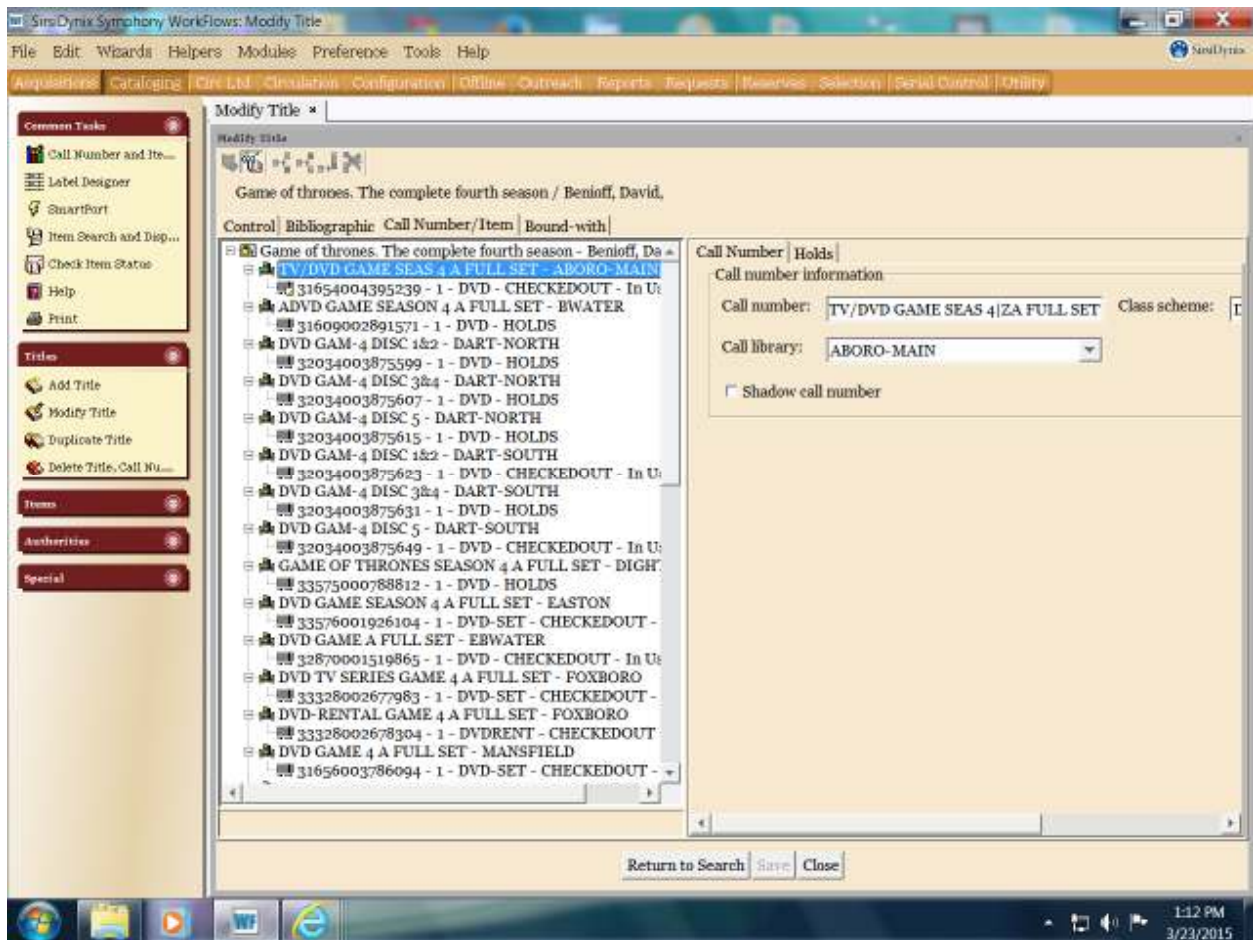 SirsiDynix Symphony WorkFlows: Modify Title
File Edit Wizards Helpers Modules Preference Tools Help
SirsiDynix
Acquisitions Cataloging Circ Ltd Circulation Configuration Offline Outreach Reports Requests Reserves Selection Serial Control Utility
Common Tasks
Call Number and Ite...
Label Designer
SmartPort
Item Search and Disp...
Check Item Status
Help
Print
Titles
Add Title
Modify Title
Duplicate Title
Delete Title, Call Nu...
Items
Authorities
Special
Modify Title
Modify Title
Game of thrones. The complete fourth season / Benioff, David,
Control Bibliographic Call Number/Item Bound-with
Game of thrones. The complete fourth season - Benioff, Da
TV/DVD GAME SEAS 4 A FULL SET - ABORO-MAIN
31654004395239 - 1 - DVD - CHECKEDOUT - In U
ADVD GAME SEASON 4 A FULL SET - BWATER
31609002891571 - 1 - DVD - HOLDS
DVD GAM-4 DISC 1&2 - DART-NORTH
32034003875599 - 1 - DVD - HOLDS
DVD GAM-4 DISC 3&4 - DART-NORTH
32034003875607 - 1 - DVD - HOLDS
DVD GAM-4 DISC 5 - DART-NORTH
32034003875615 - 1 - DVD - HOLDS
DVD GAM-4 DISC 1&2 - DART-SOUTH
32034003875623 - 1 - DVD - CHECKEDOUT - In U
DVD GAM-4 DISC 3&4 - DART-SOUTH
32034003875631 - 1 - DVD - HOLDS
DVD GAM-4 DISC 5 - DART-SOUTH
32034003875649 - 1 - DVD - CHECKEDOUT - In U
GAME OF THRONES SEASON 4 A FULL SET - DIGH
33575000788812 - 1 - DVD - HOLDS
DVD GAME SEASON 4 A FULL SET - EASTON
33576001926104 - 1 - DVD-SET - CHECKEDOUT -
DVD GAME A FULL SET - EBWATER
32870001519865 - 1 - DVD - CHECKEDOUT - In U
DVD TV SERIES GAME 4 A FULL SET - FOXBORO
33328002677983 - 1 - DVD-SET - CHECKEDOUT -
DVD-RENTAL GAME 4 A FULL SET - FOXBORO
33328002678304 - 1 - DVDRENT - CHECKEDOUT
DVD GAME 4 A FULL SET - MANSFIELD
31656003786094 - 1 - DVD-SET - CHECKEDOUT -
Call Number Holds
Call number information
Call number: TV/DVD GAME SEAS 4|ZA FULL SET Class scheme:
Call library: ABORO-MAIN
Shadow call number
Return to Search Save Close
WF
1:12 PM
3/23/2015